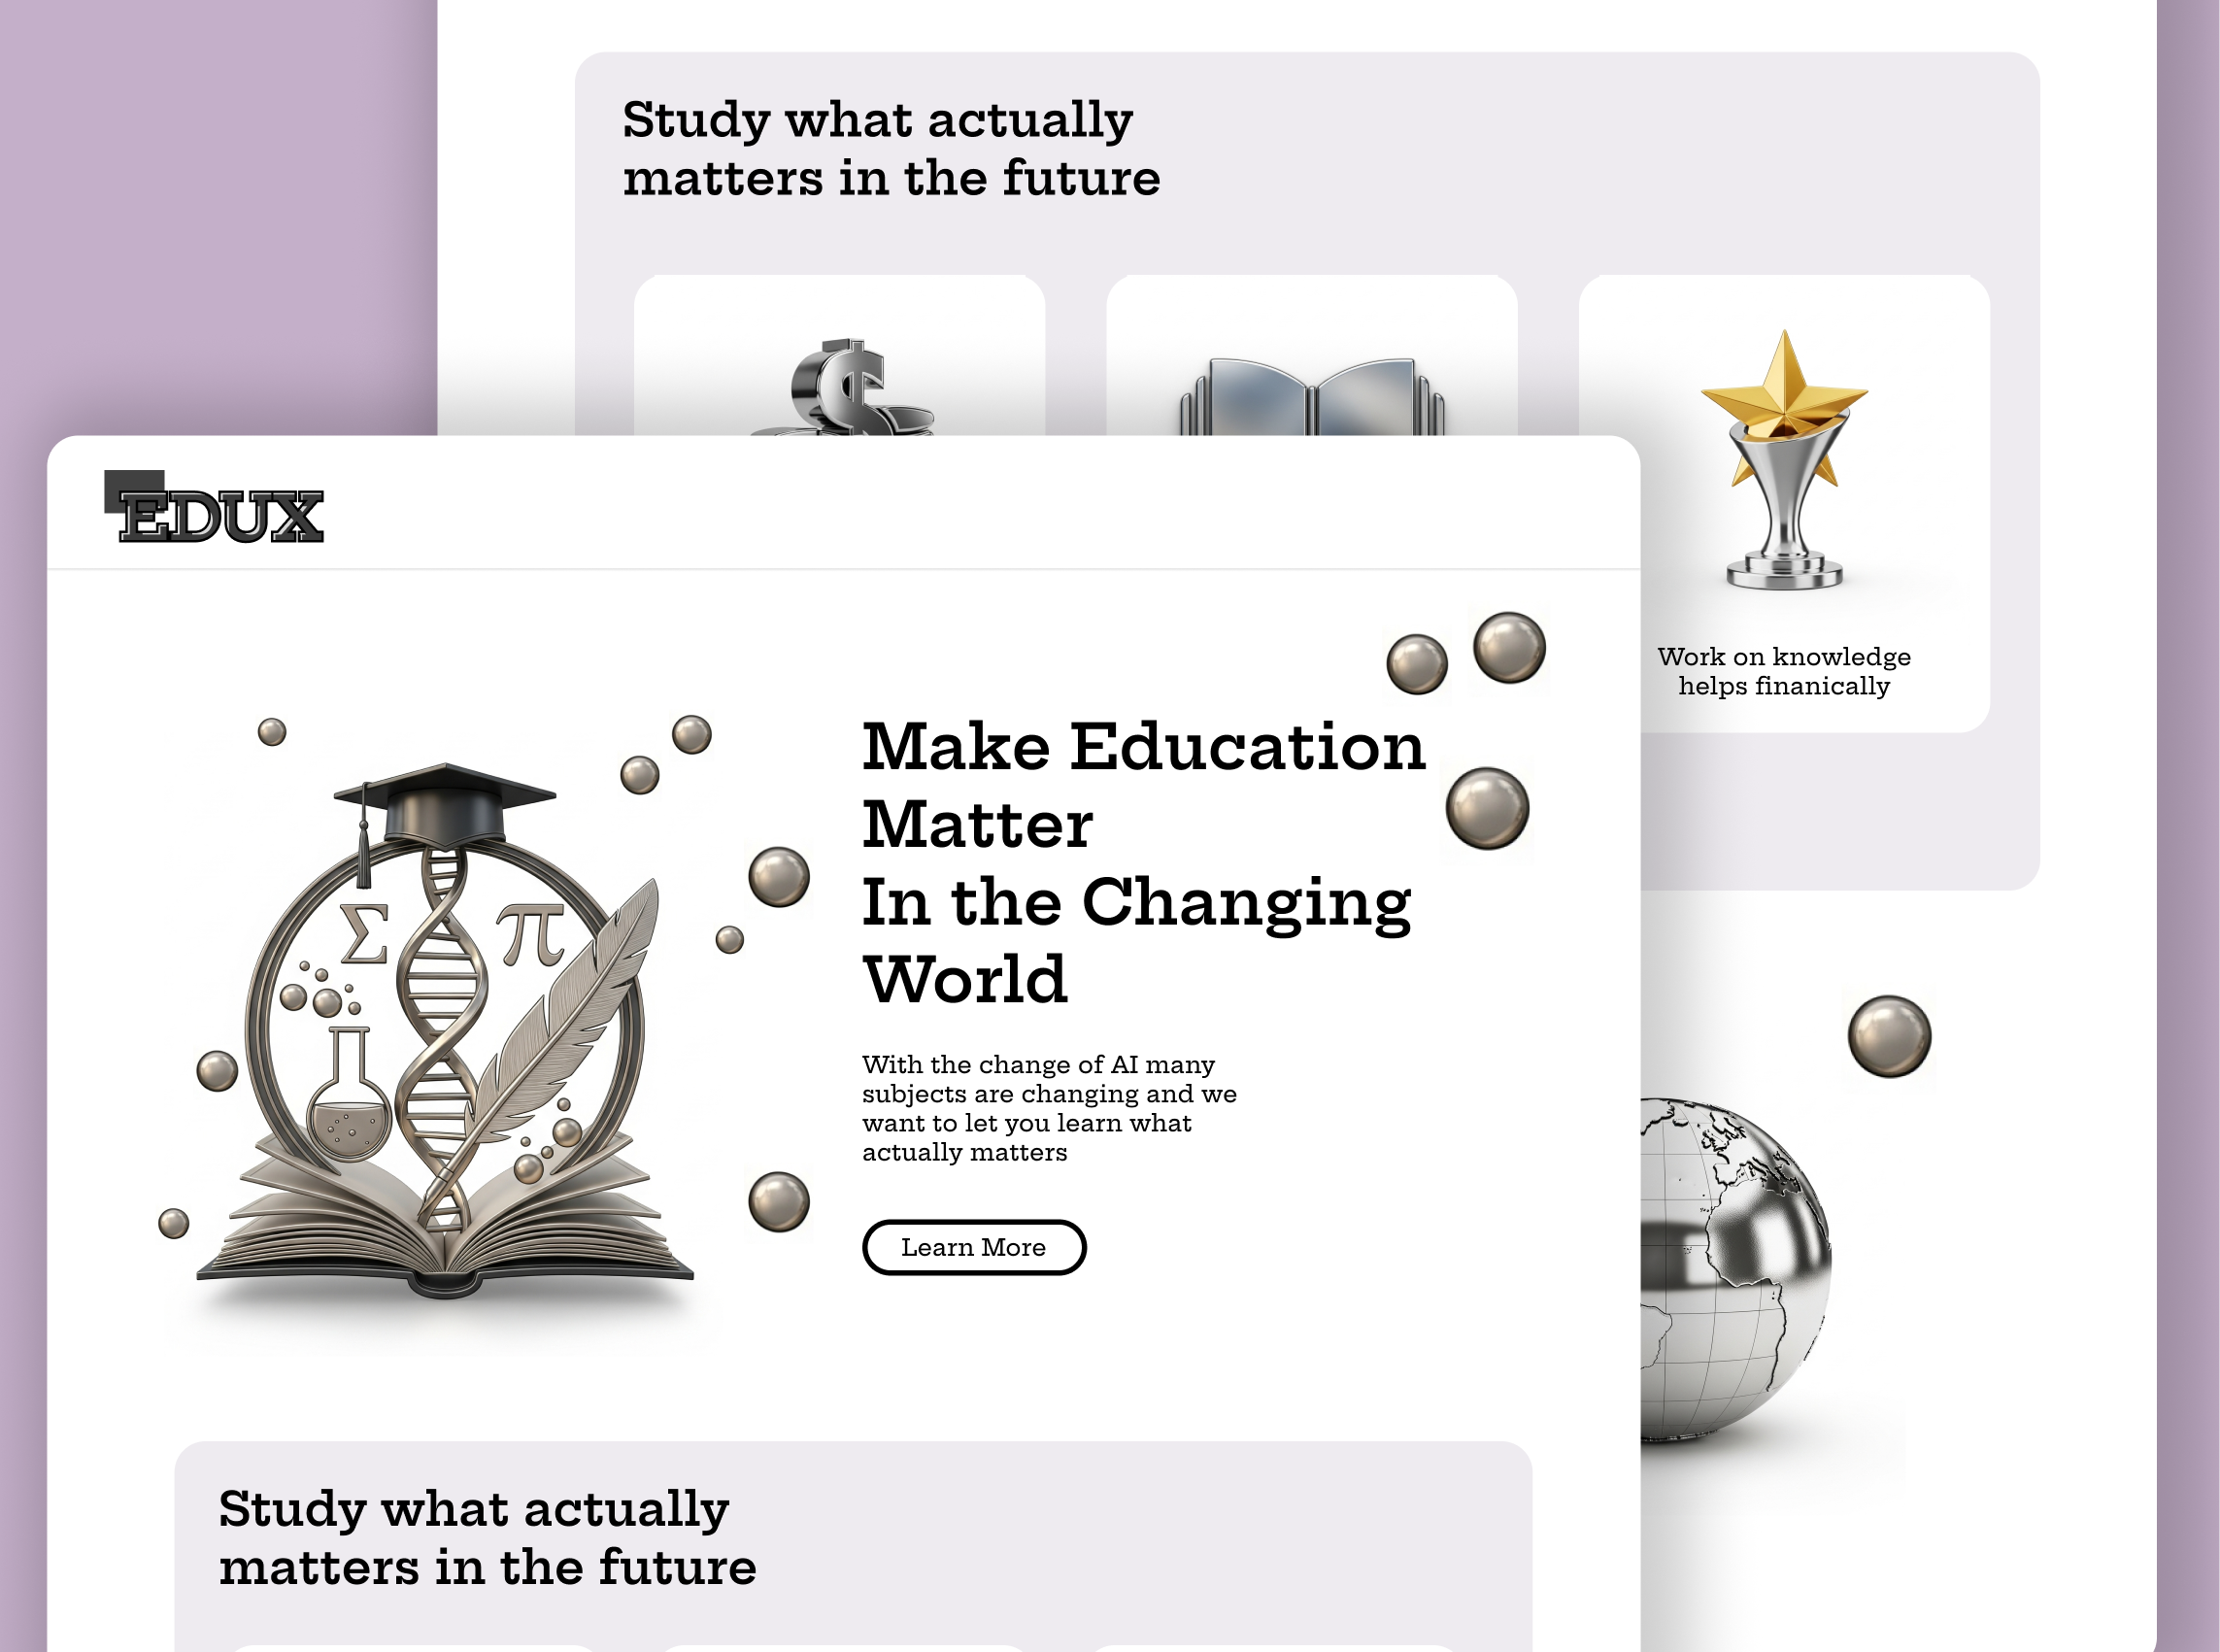 Study what actually
matters in the future
$
EDUX
Work on knowledge
helps finanically
Make Education
Matter
In the Changing
World
Σ π
With the change of AI many
subjects are changing and we
want to let you learn what
actually matters
Learn More
Study what actually
matters in the future